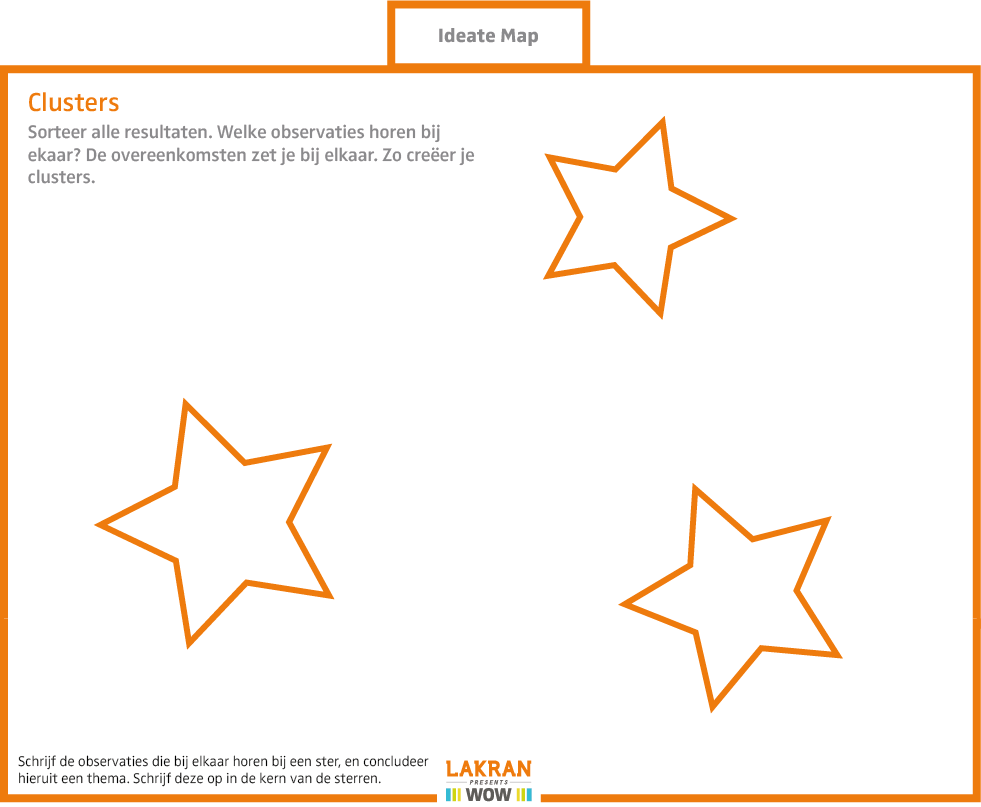 Ideate Map
Clusters
Sorteer alle resultaten. Welke observaties horen bij
ekaar? De overeenkomsten zet je bij elkaar. Zo creëer je
clusters.
Schrijf de observaties die bij elkaar horen bij een ster, en concludeer
hieruit een thema. Schrijf deze op in de kern van de sterren.
LAKRAN
PRESENTS
WOW